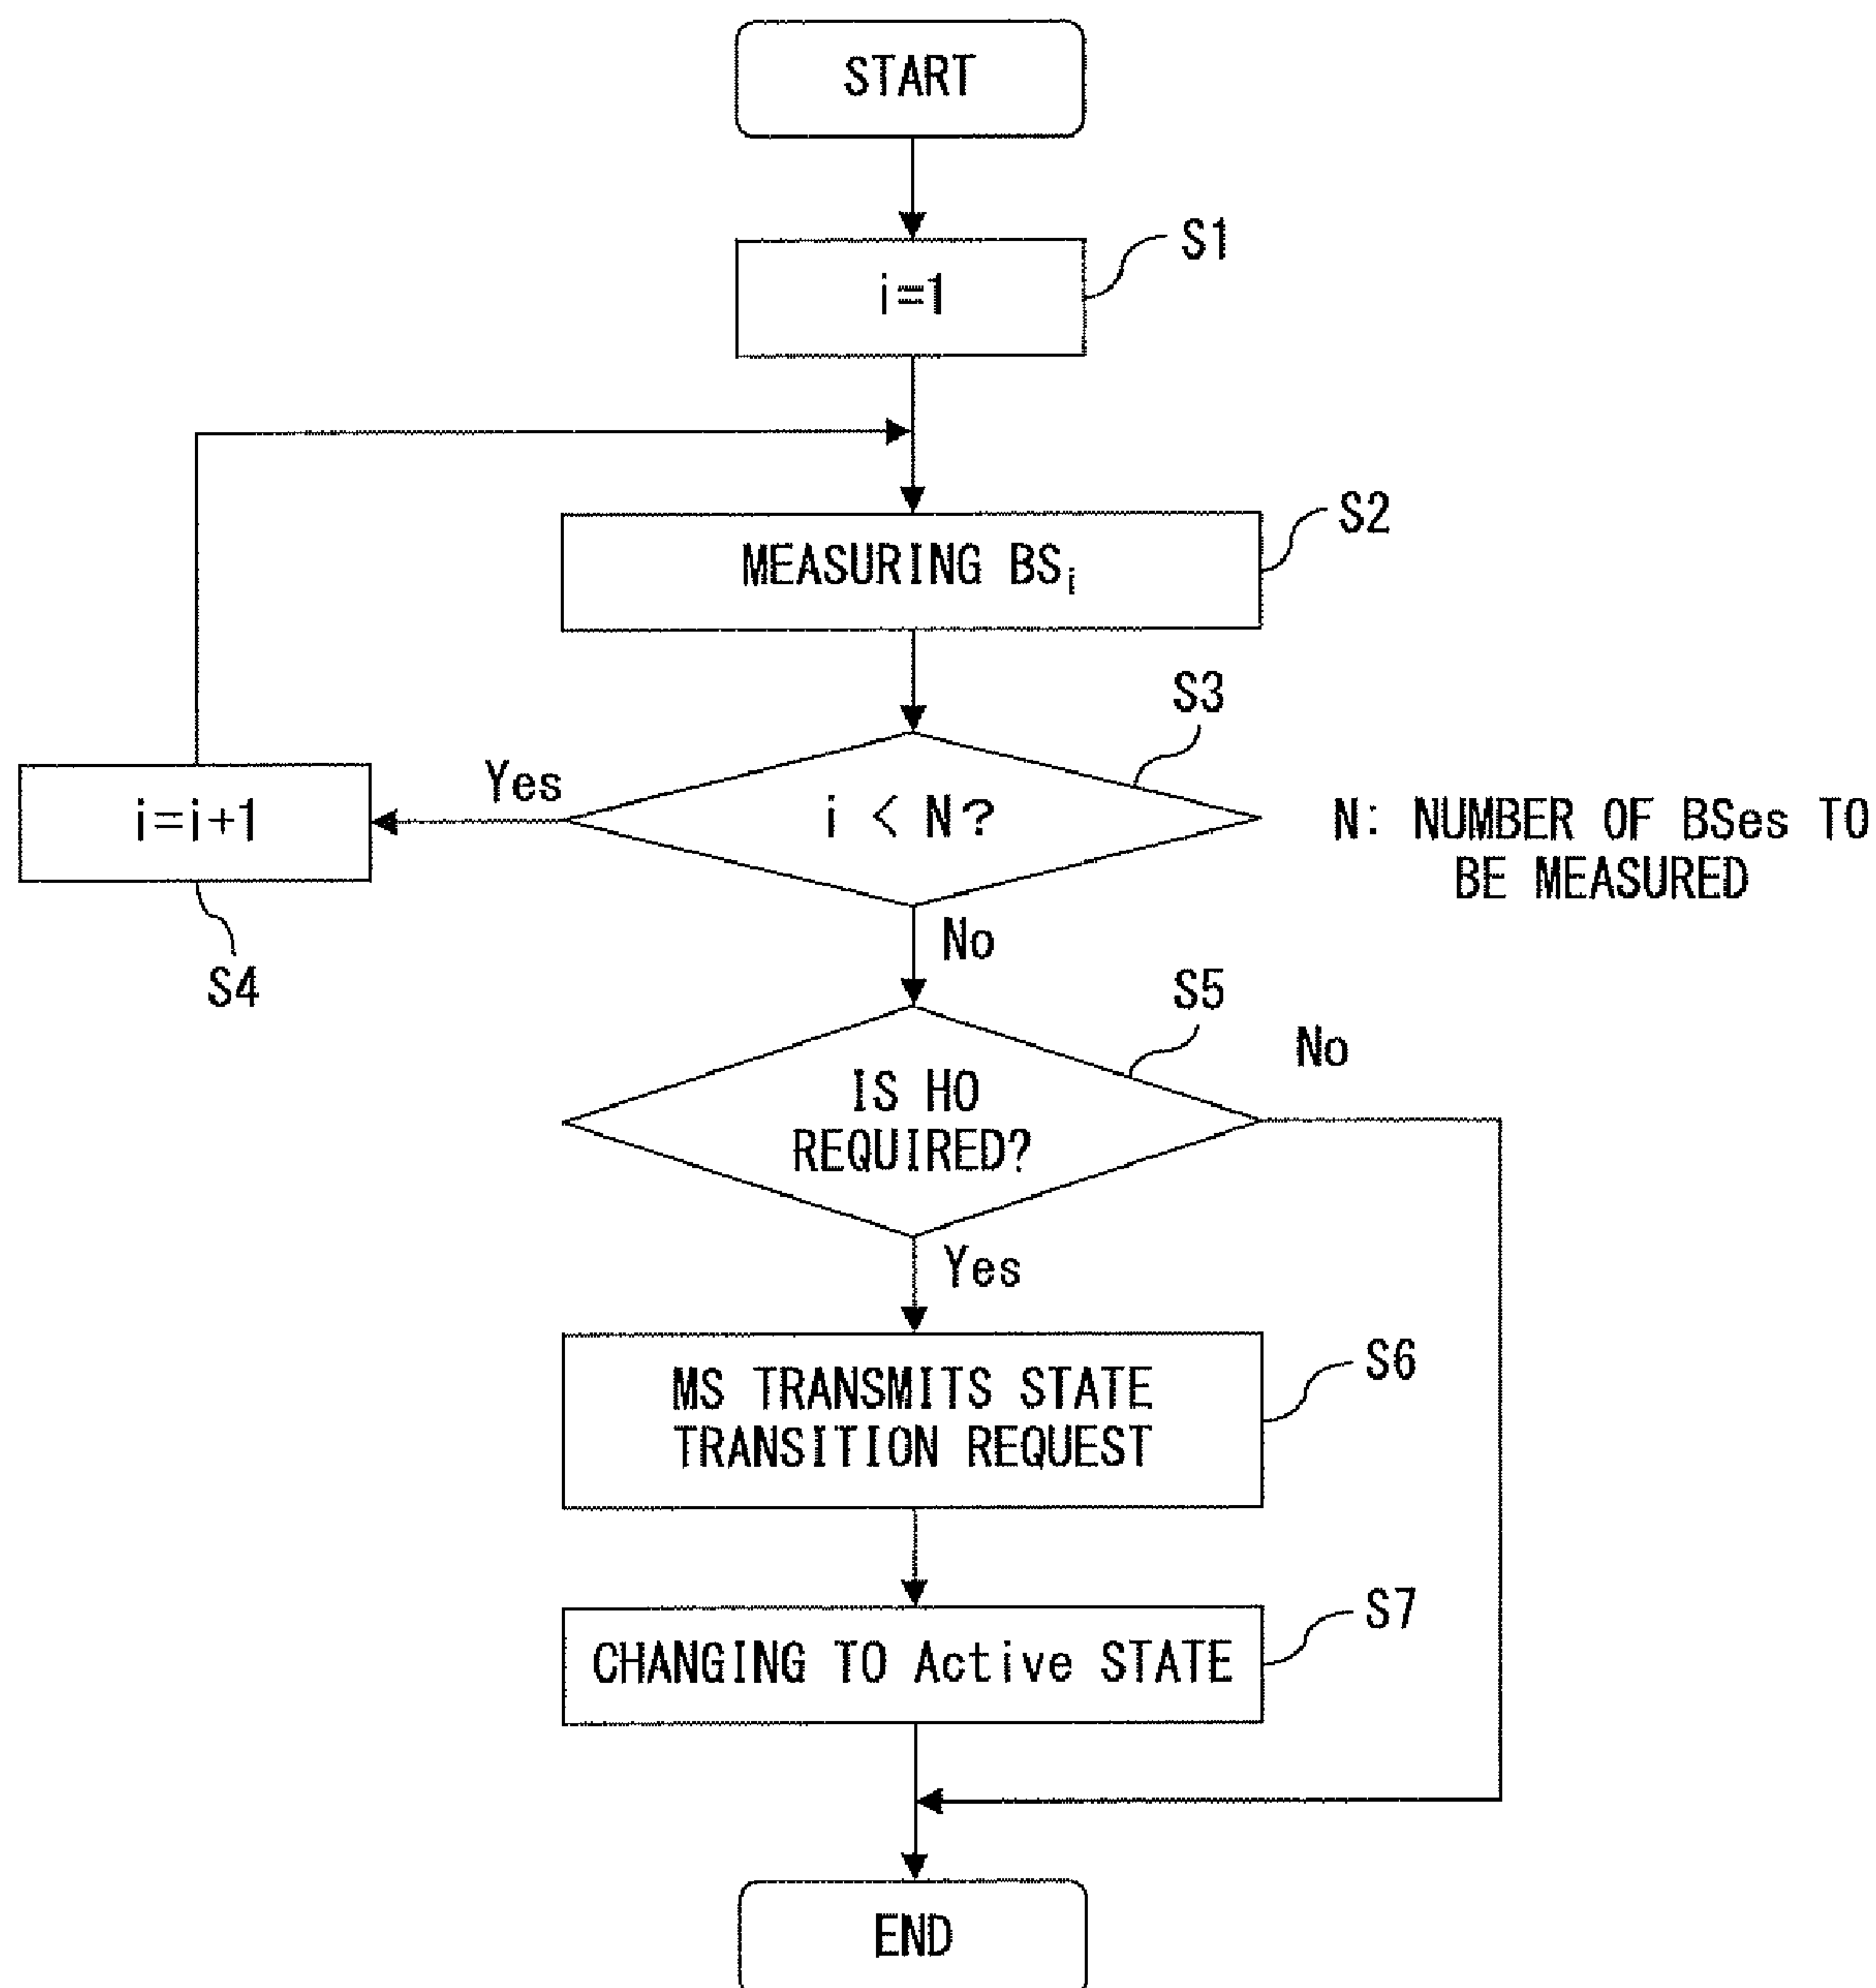 START
S1
i=1
S2
MEASURING BSi
S3
Yes
i=i+1
i < N?
N: NUMBER OF BSes TO
BE MEASURED
No
S4
S5
No
IS HO
REQUIRED?
Yes
S6
MS TRANSMITS STATE
TRANSITION REQUEST
S7
CHANGING TO Active STATE
END